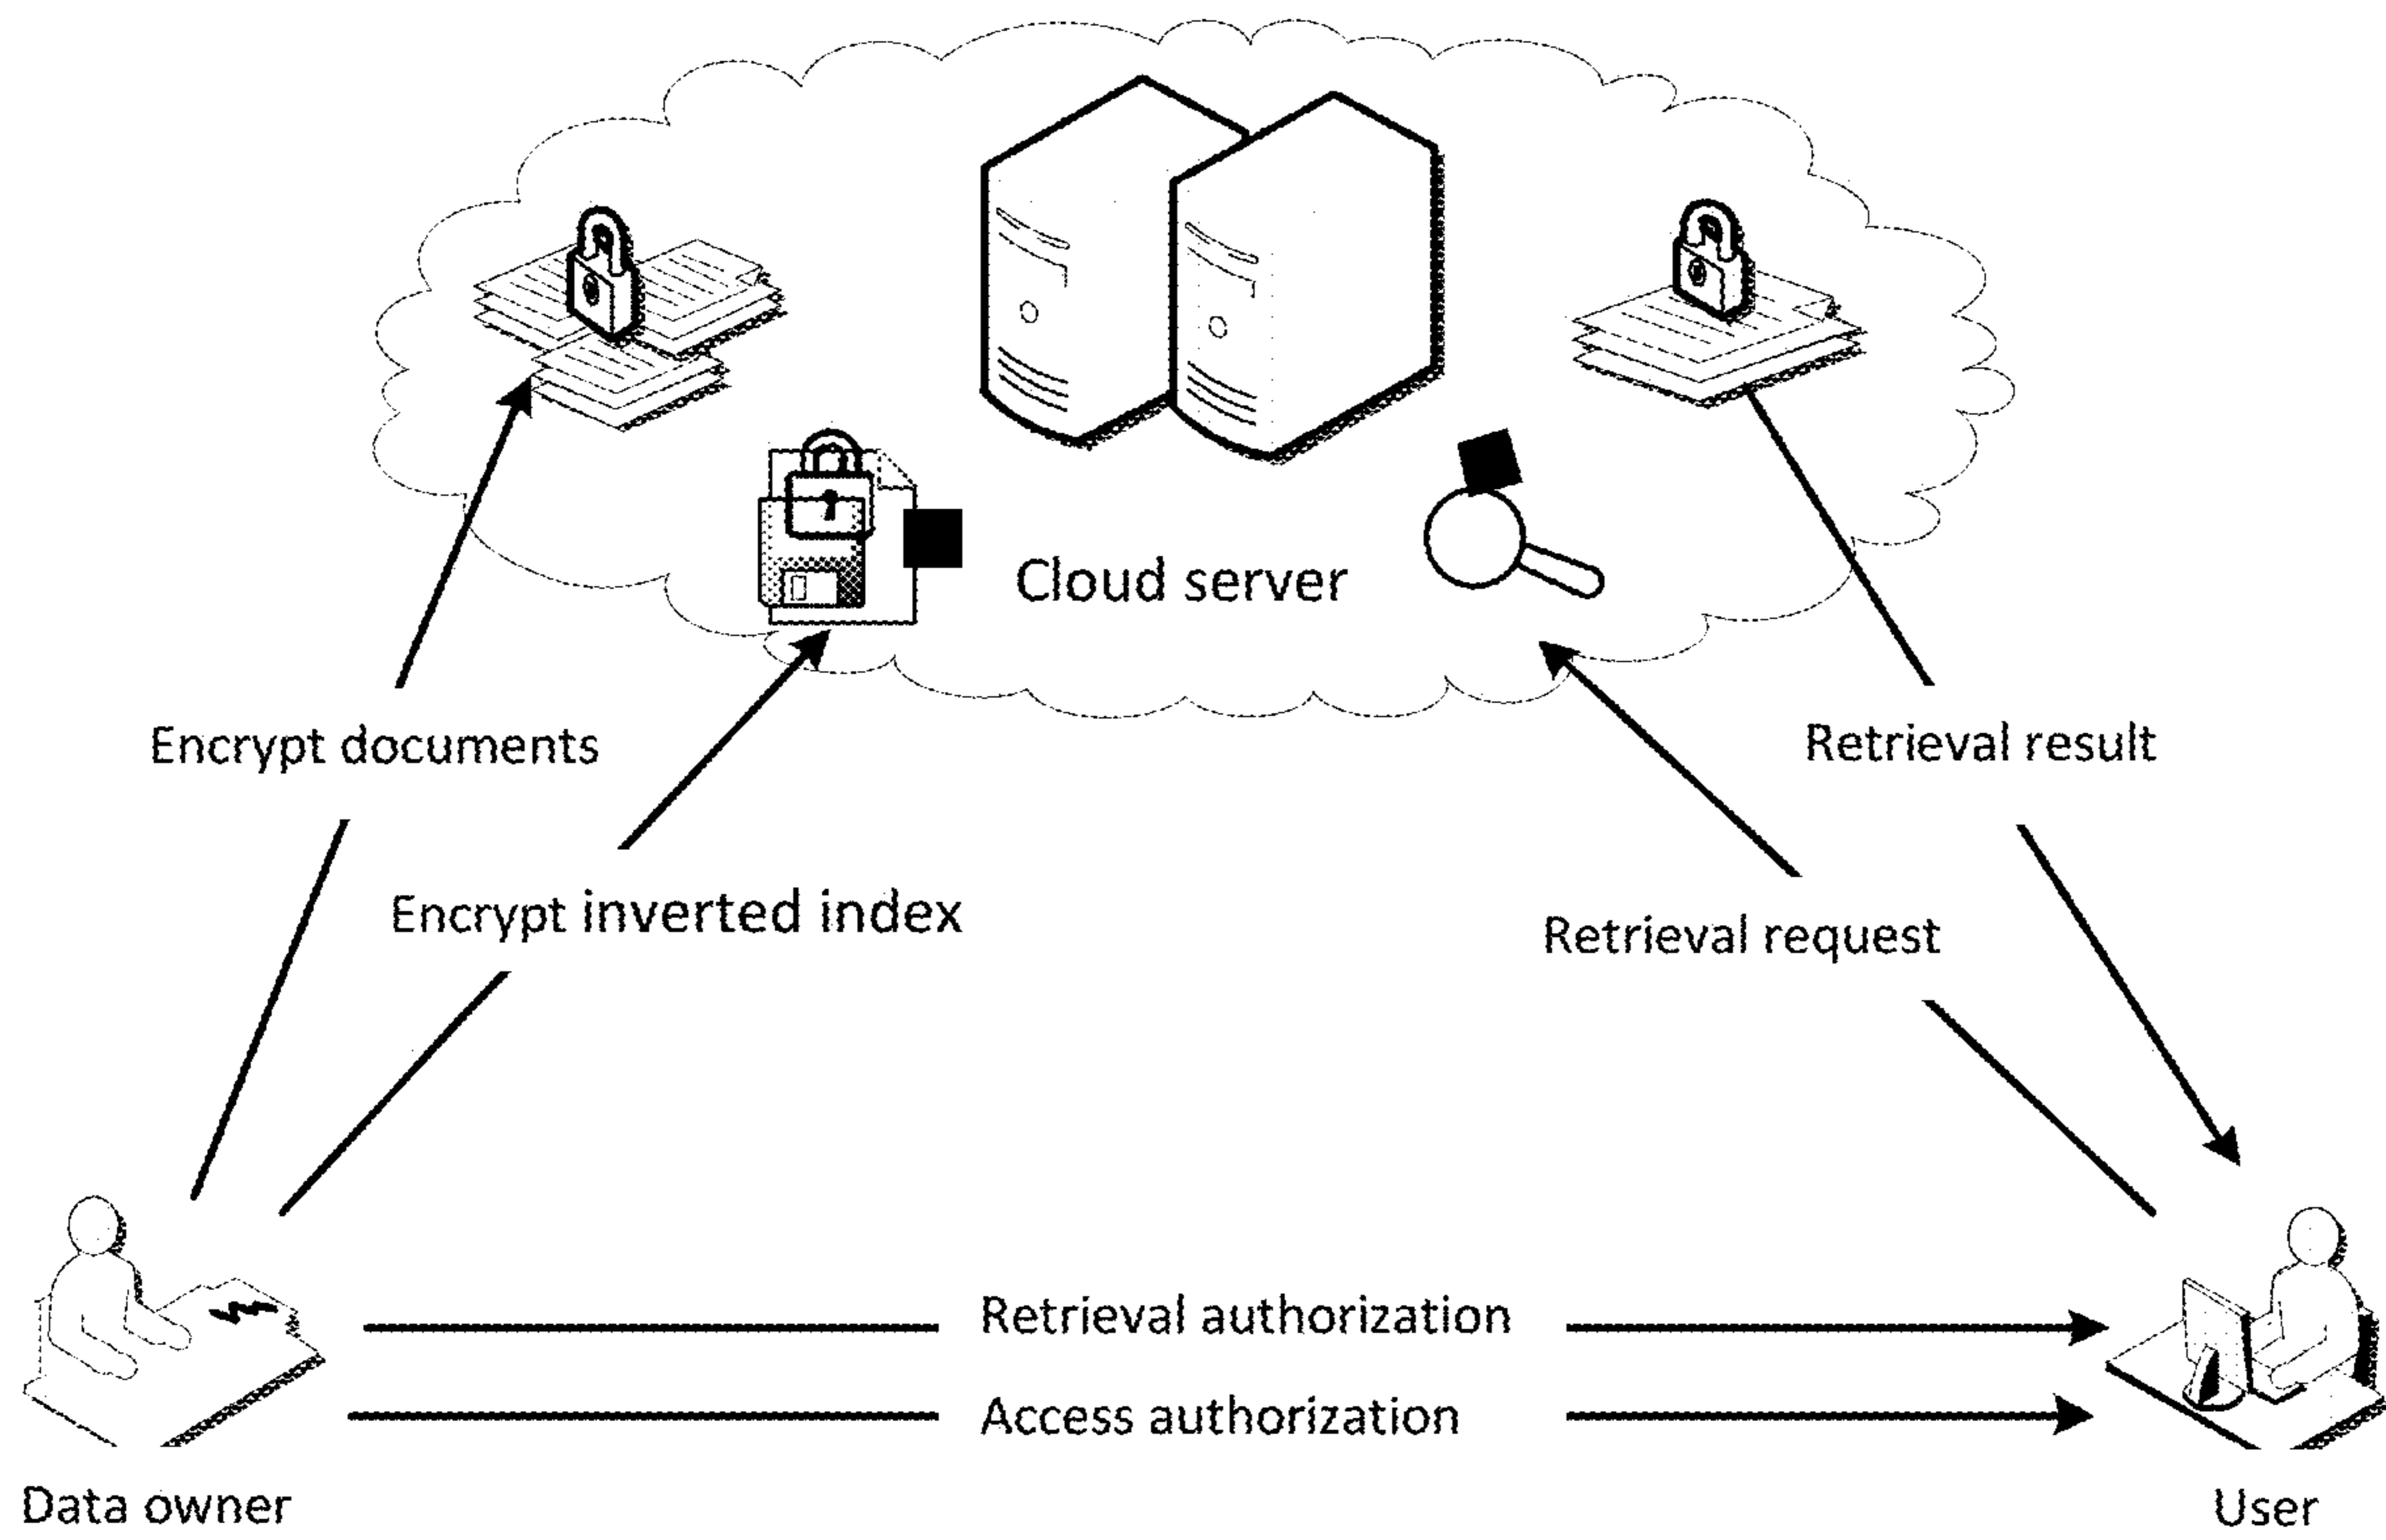 Cloud server
Encrypt documents
Retrieval result
Encrypt inverted index
Retrieval request
Retrieval authorization
Access authorization
Data owner
User